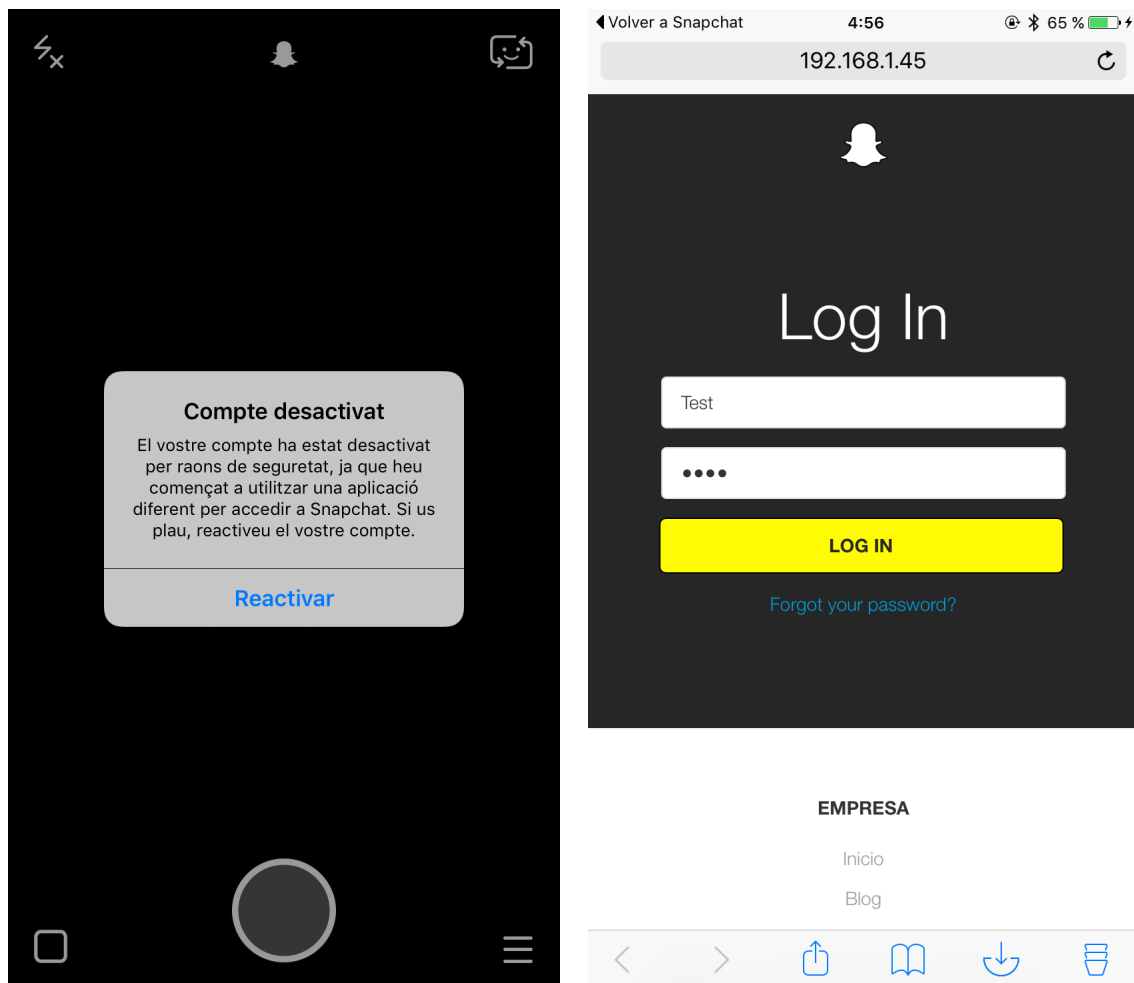 Compte desactivat
El vostre compte ha estat desactivat
per raons de seguretat, ja que heu
començat a utilitzar una aplicació
diferent per accedir a Snapchat. Si us
plau, reactiveu el vostre compte.
Reactivar
Volver a Snapchat 4:56 65 %
192.168.1.45
Log In
Test
LOG IN
Forgot your password?
EMPRESA
Inicio
Blog